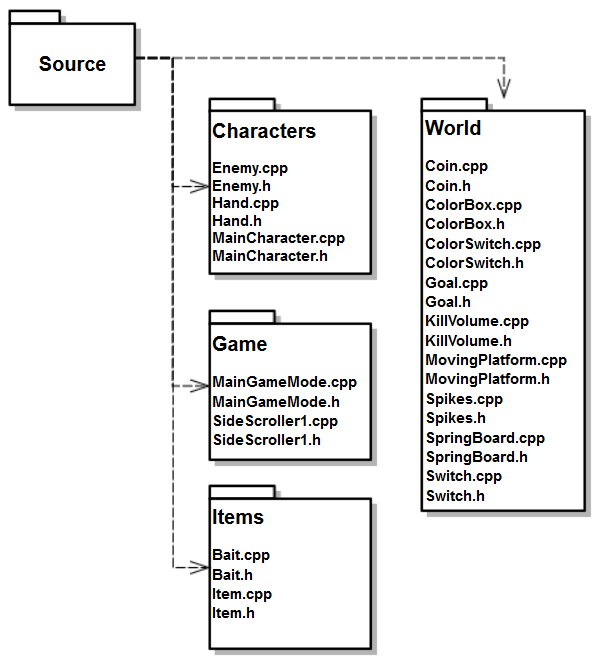 Source
Characters
Enemy.cpp
Enemy.h
Hand.cpp
Hand.h
MainCharacter.cpp
MainCharacter.h
Game
MainGameMode.cpp
MainGameMode.h
SideScroller1.cpp
SideScroller1.h
Items
Bait.cpp
Bait.h
Item.cpp
Item.h
World
Coin.cpp
Coin.h
ColorBox.cpp
ColorBox.h
ColorSwitch.cpp
ColorSwitch.h
Goal.cpp
Goal.h
KillVolume.cpp
KillVolume.h
MovingPlatform.cpp
MovingPlatform.h
Spikes.cpp
Spikes.h
SpringBoard.cpp
SpringBoard.h
Switch.cpp
Switch.h